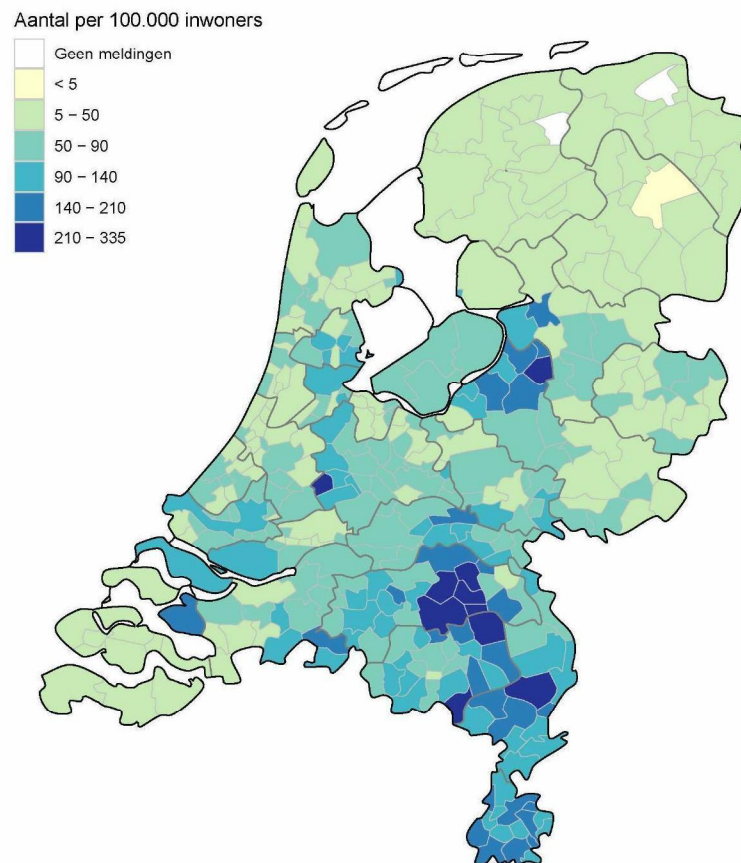 Aantal per 100.000 inwoners
Geen meldingen
< 5
5 − 50
50 − 90
90 − 140
140 − 210
210 − 335